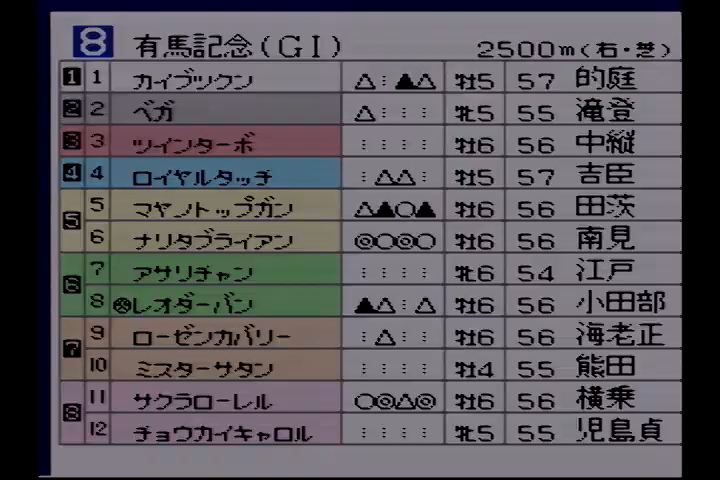 8 有馬記念(GI) 2500m(右・芝)
1 1 カイブツクン △:▲△ 牡5 57 的庭
2 2 ベガ △::: 牝5 55 滝登
3 3 ツインターボ :::: 牡6 56 中縦
4 4 ロイヤルタッチ :△△: 牡5 57 吉臣
5 5 マヤノトップガン △▲○▲ 牡6 56 田茨
6 ナリタブライアン ◎○◎○ 牡6 56 南見
6 7 アサリチャン :::: 牝6 54 江戸
8 レオダーバン ▲△:△ 牡6 56 小田部
7 9 ローゼンカバリー :△:: 牡6 56 海老正
10 ミスターサタン :::: 牡4 55 熊田
8 11 サクラローレル ○◎△◎ 牡6 56 横乗
12 チョウカイキャロル :::: 牝5 55 児島貞